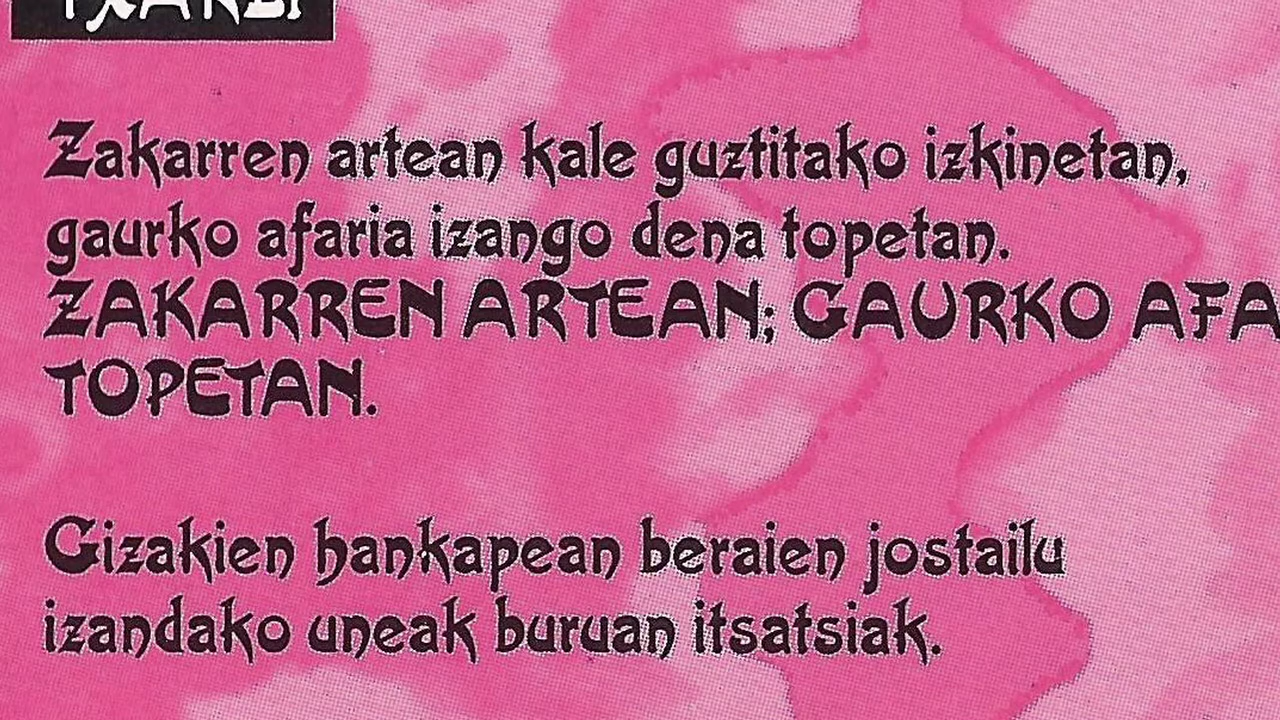 Zakarren artean kale guztitako izkinetan,
gaurko afaria izango dena topetan.
ZAKARREN ARTEAN; GAURKO
TOPETAN.
Gizakien hankapean beraien jostailu
izandako uneak buruan itsatsiak.